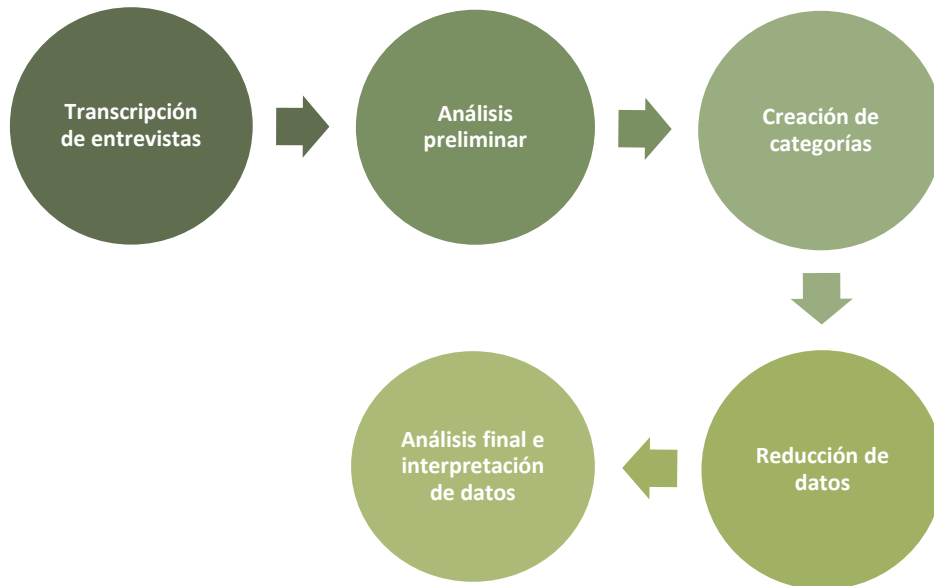 Transcripción
de entrevistas
Análisis
preliminar
Creación de
categorías
Reducción de
datos
Análisis final e
interpretación
de datos